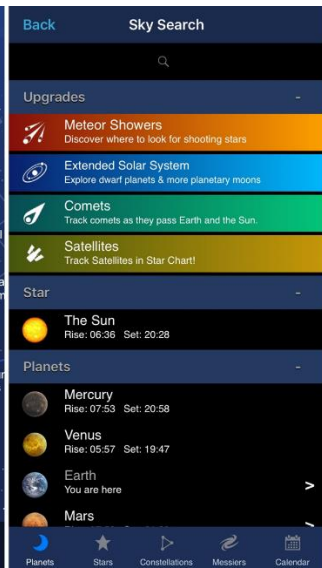 Back
Sky Search
Upgrades -
Meteor Showers
Discover where to look for shooting stars
Extended Solar System
Explore dwarf planets & more planetary moons
Comets
Track comets as they pass Earth and the Sun.
Satellites
Track Satellites in Star Chart!
Star -
The Sun
Rise: 06:36 Set: 20:28
Planets -
Mercury
Rise: 07:53 Set: 20:58
Venus
Rise: 05:57 Set: 19:47
Earth
You are here >
Mars
Planets Stars Constellations Messiers Calendar